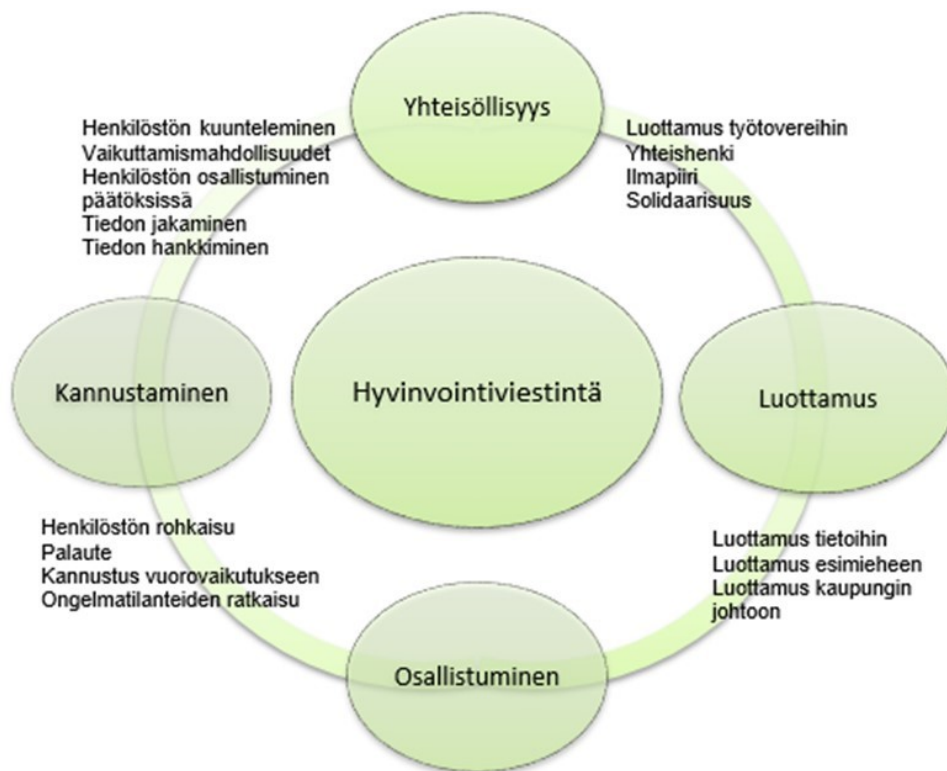 Yhteisöllisyys
Henkilöstön kuunteleminen
Vaikuttamismahdollisuudet
Henkilöstön osallistuminen
päätöksissä
Tiedon jakaminen
Tiedon hankkiminen
Luottamus työtovereihin
Yhteishenki
Ilmapiiri
Solidaarisuus
Kannustaminen
Hyvinvointiviestintä
Luottamus
Henkilöstön rohkaisu
Palaute
Kannustus vuorovaikutukseen
Ongelmatilanteiden ratkaisu
Luottamus tietoihin
Luottamus esimieheen
Luottamus kaupungin
johtoon
Osallistuminen